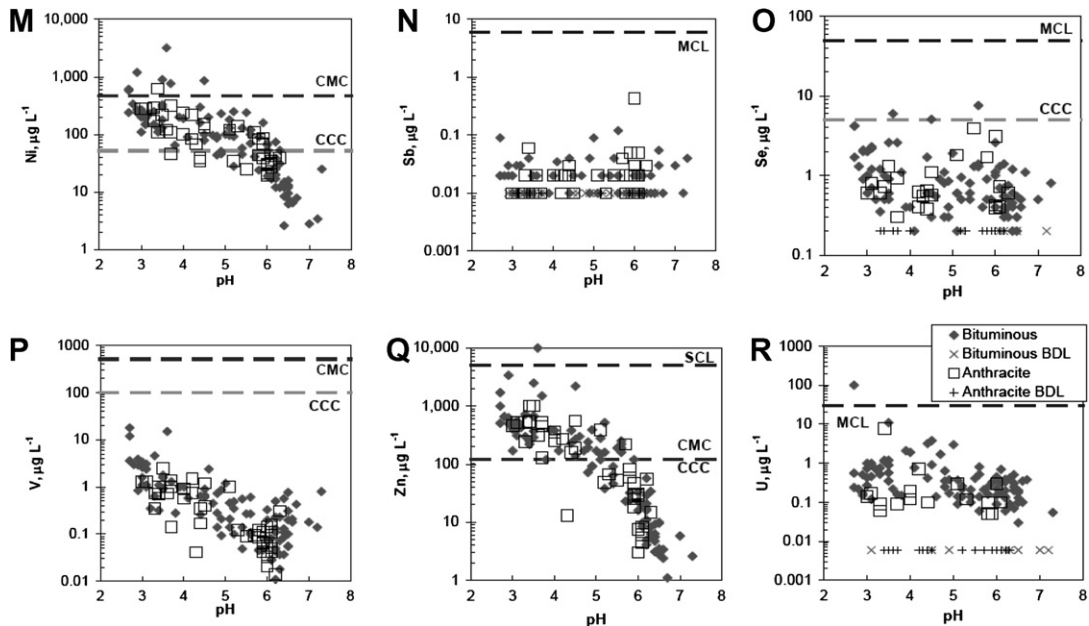 M
10,000
1,000
100
10
1
Ni, µg L⁻¹
CMC
CCC
2 3 4 5 6 7 8
pH
N
10
1
0.1
0.01
0.001
Sb, µg L⁻¹
MCL
2 3 4 5 6 7 8
pH
O
100
10
1
0.1
Se, µg L⁻¹
MCL
CCC
2 3 4 5 6 7 8
pH
P
1000
100
10
1
0.1
0.01
V, µg L⁻¹
CMC
CCC
2 3 4 5 6 7 8
pH
Q
10,000
1,000
100
10
1
Zn, µg L⁻¹
SCL
CMC
CCC
2 3 4 5 6 7 8
pH
R
1000
100
10
1
0.1
0.01
0.001
U, µg L⁻¹
MCL
Bituminous
Bituminous BDL
Anthracite
Anthracite BDL
2 3 4 5 6 7 8
pH